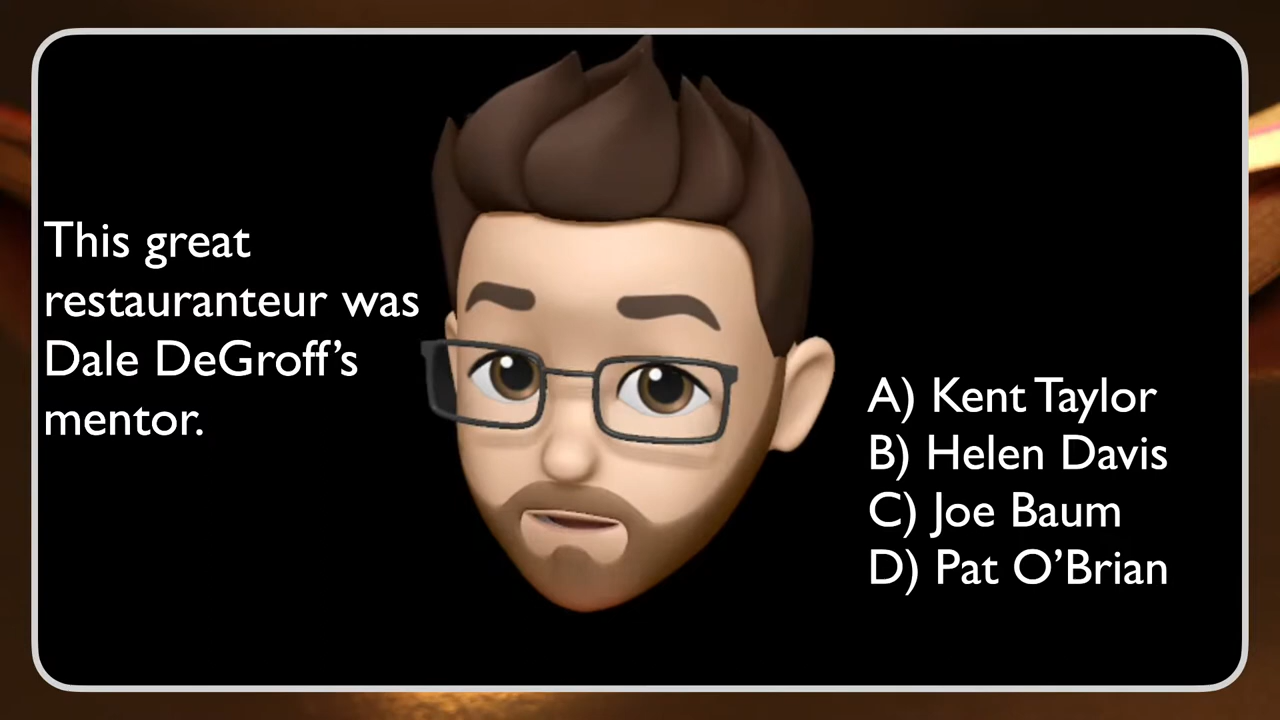 This great
restauranteur was
Dale DeGroff’s
mentor.
A) Kent Taylor
B) Helen Davis
C) Joe Baum
D) Pat O’Brian